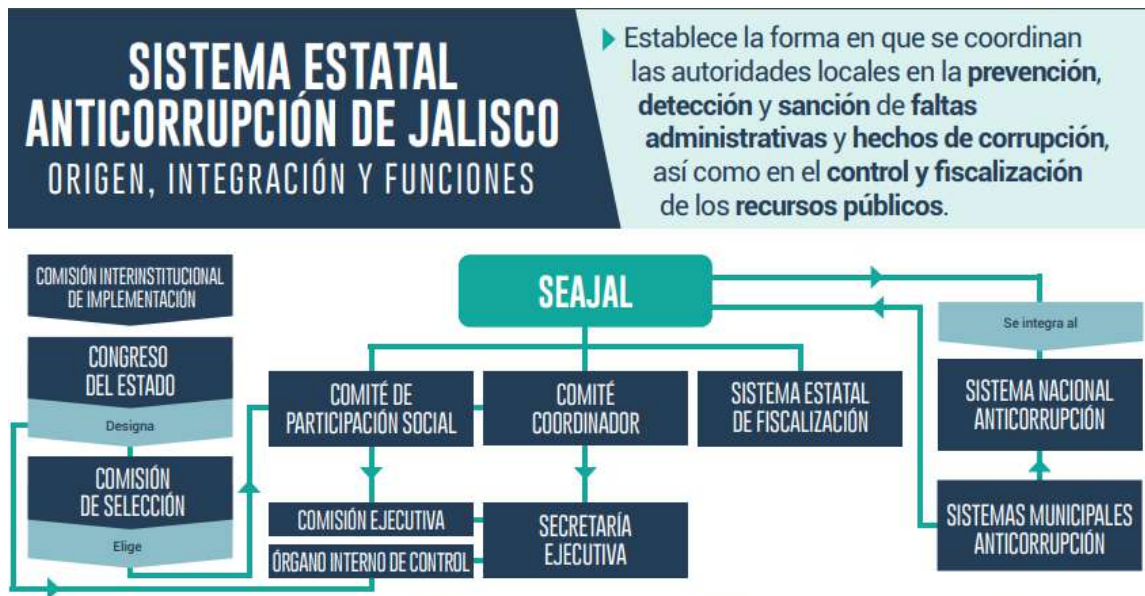 SISTEMA ESTATAL
ANTICORRUPCIÓN DE JALISCO
ORIGEN, INTEGRACIÓN Y FUNCIONES
Establece la forma en que se coordinan
las autoridades locales en la prevención,
detección y sanción de faltas
administrativas y hechos de corrupción,
así como en el control y fiscalización
de los recursos públicos.
COMISIÓN INTERINSTITUCIONAL
DE IMPLEMENTACIÓN
CONGRESO
DEL ESTADO
Designa
COMISIÓN
DE SELECCIÓN
Elige
SEAJAL
COMITÉ DE
PARTICIPACIÓN SOCIAL
COMITÉ
COORDINADOR
SISTEMA ESTATAL
DE FISCALIZACIÓN
COMISIÓN EJECUTIVA
ÓRGANO INTERNO DE CONTROL
SECRETARÍA
EJECUTIVA
Se integra al
SISTEMA NACIONAL
ANTICORRUPCIÓN
SISTEMAS MUNICIPALES
ANTICORRUPCIÓN